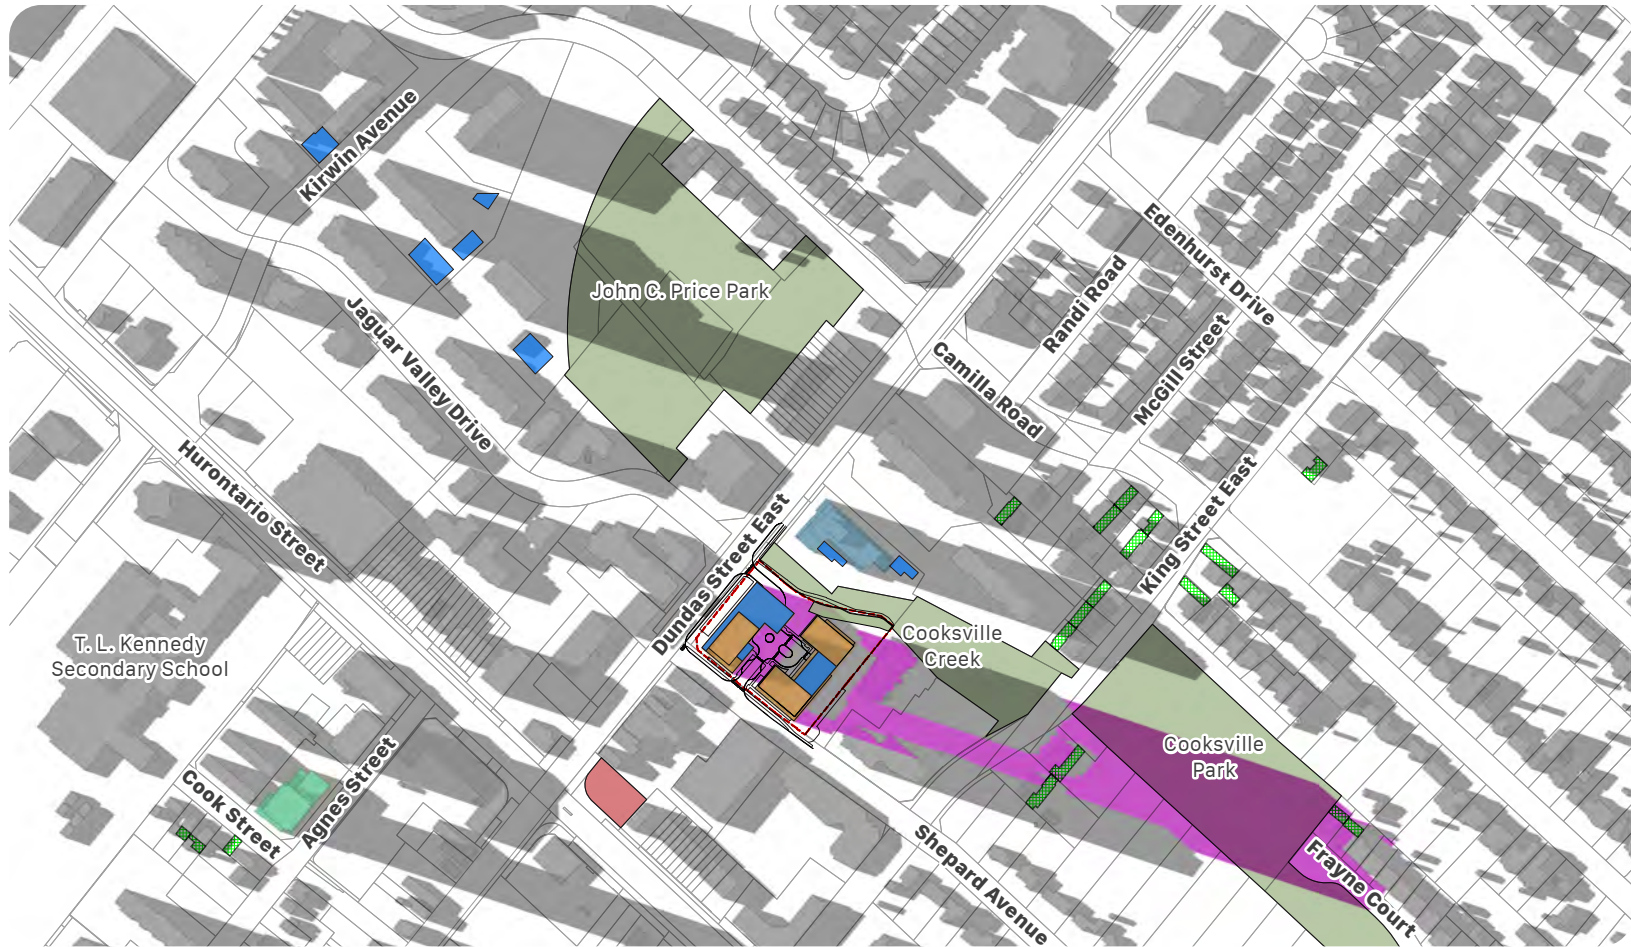 Kirwin Avenue
John C. Price Park
Edenhurst Drive
Randi Road
McGill Street
Jaguar Valley Drive
Camilla Road
Hurontario Street
King Street East
Dundas Street East
T. L. Kennedy
Secondary School
Cooksville
Creek
Cooksville
Park
Cook Street
Agnes Street
Shepard Avenue
Frayne Court